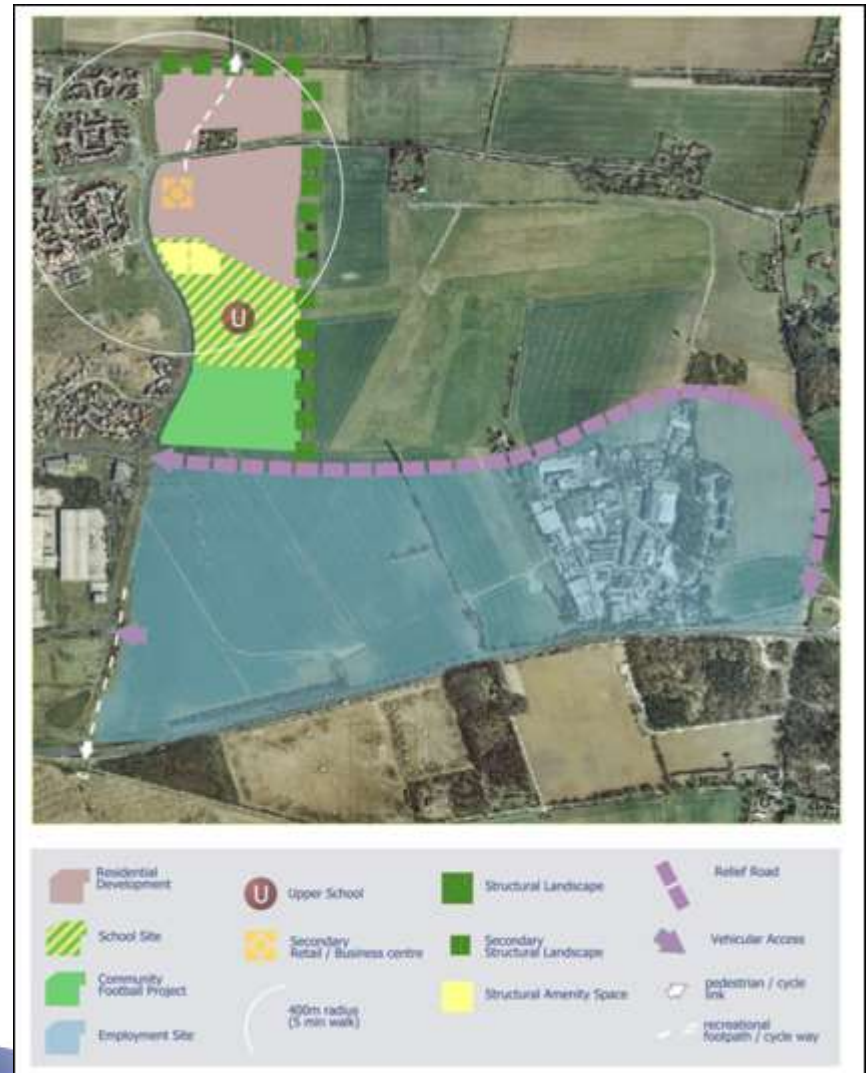 U
Residential
Development
School Site
Community
Football Project
Employment Site
U
Upper School
Secondary
Retail / Business centre
400m radius
(5 min walk)
Structural Landscape
Secondary
Structural Landscape
Structural Amenity Space
Relief Road
Vehicular Access
pedestrian / cycle
link
recreational
footpath / cycle way